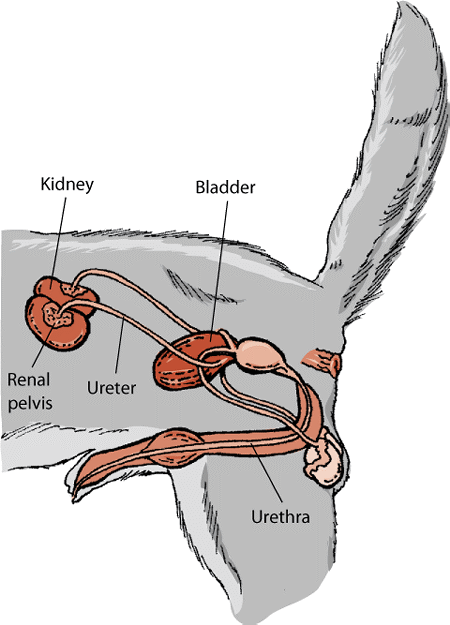 Kidney
Bladder
Renal
pelvis
Ureter
Urethra